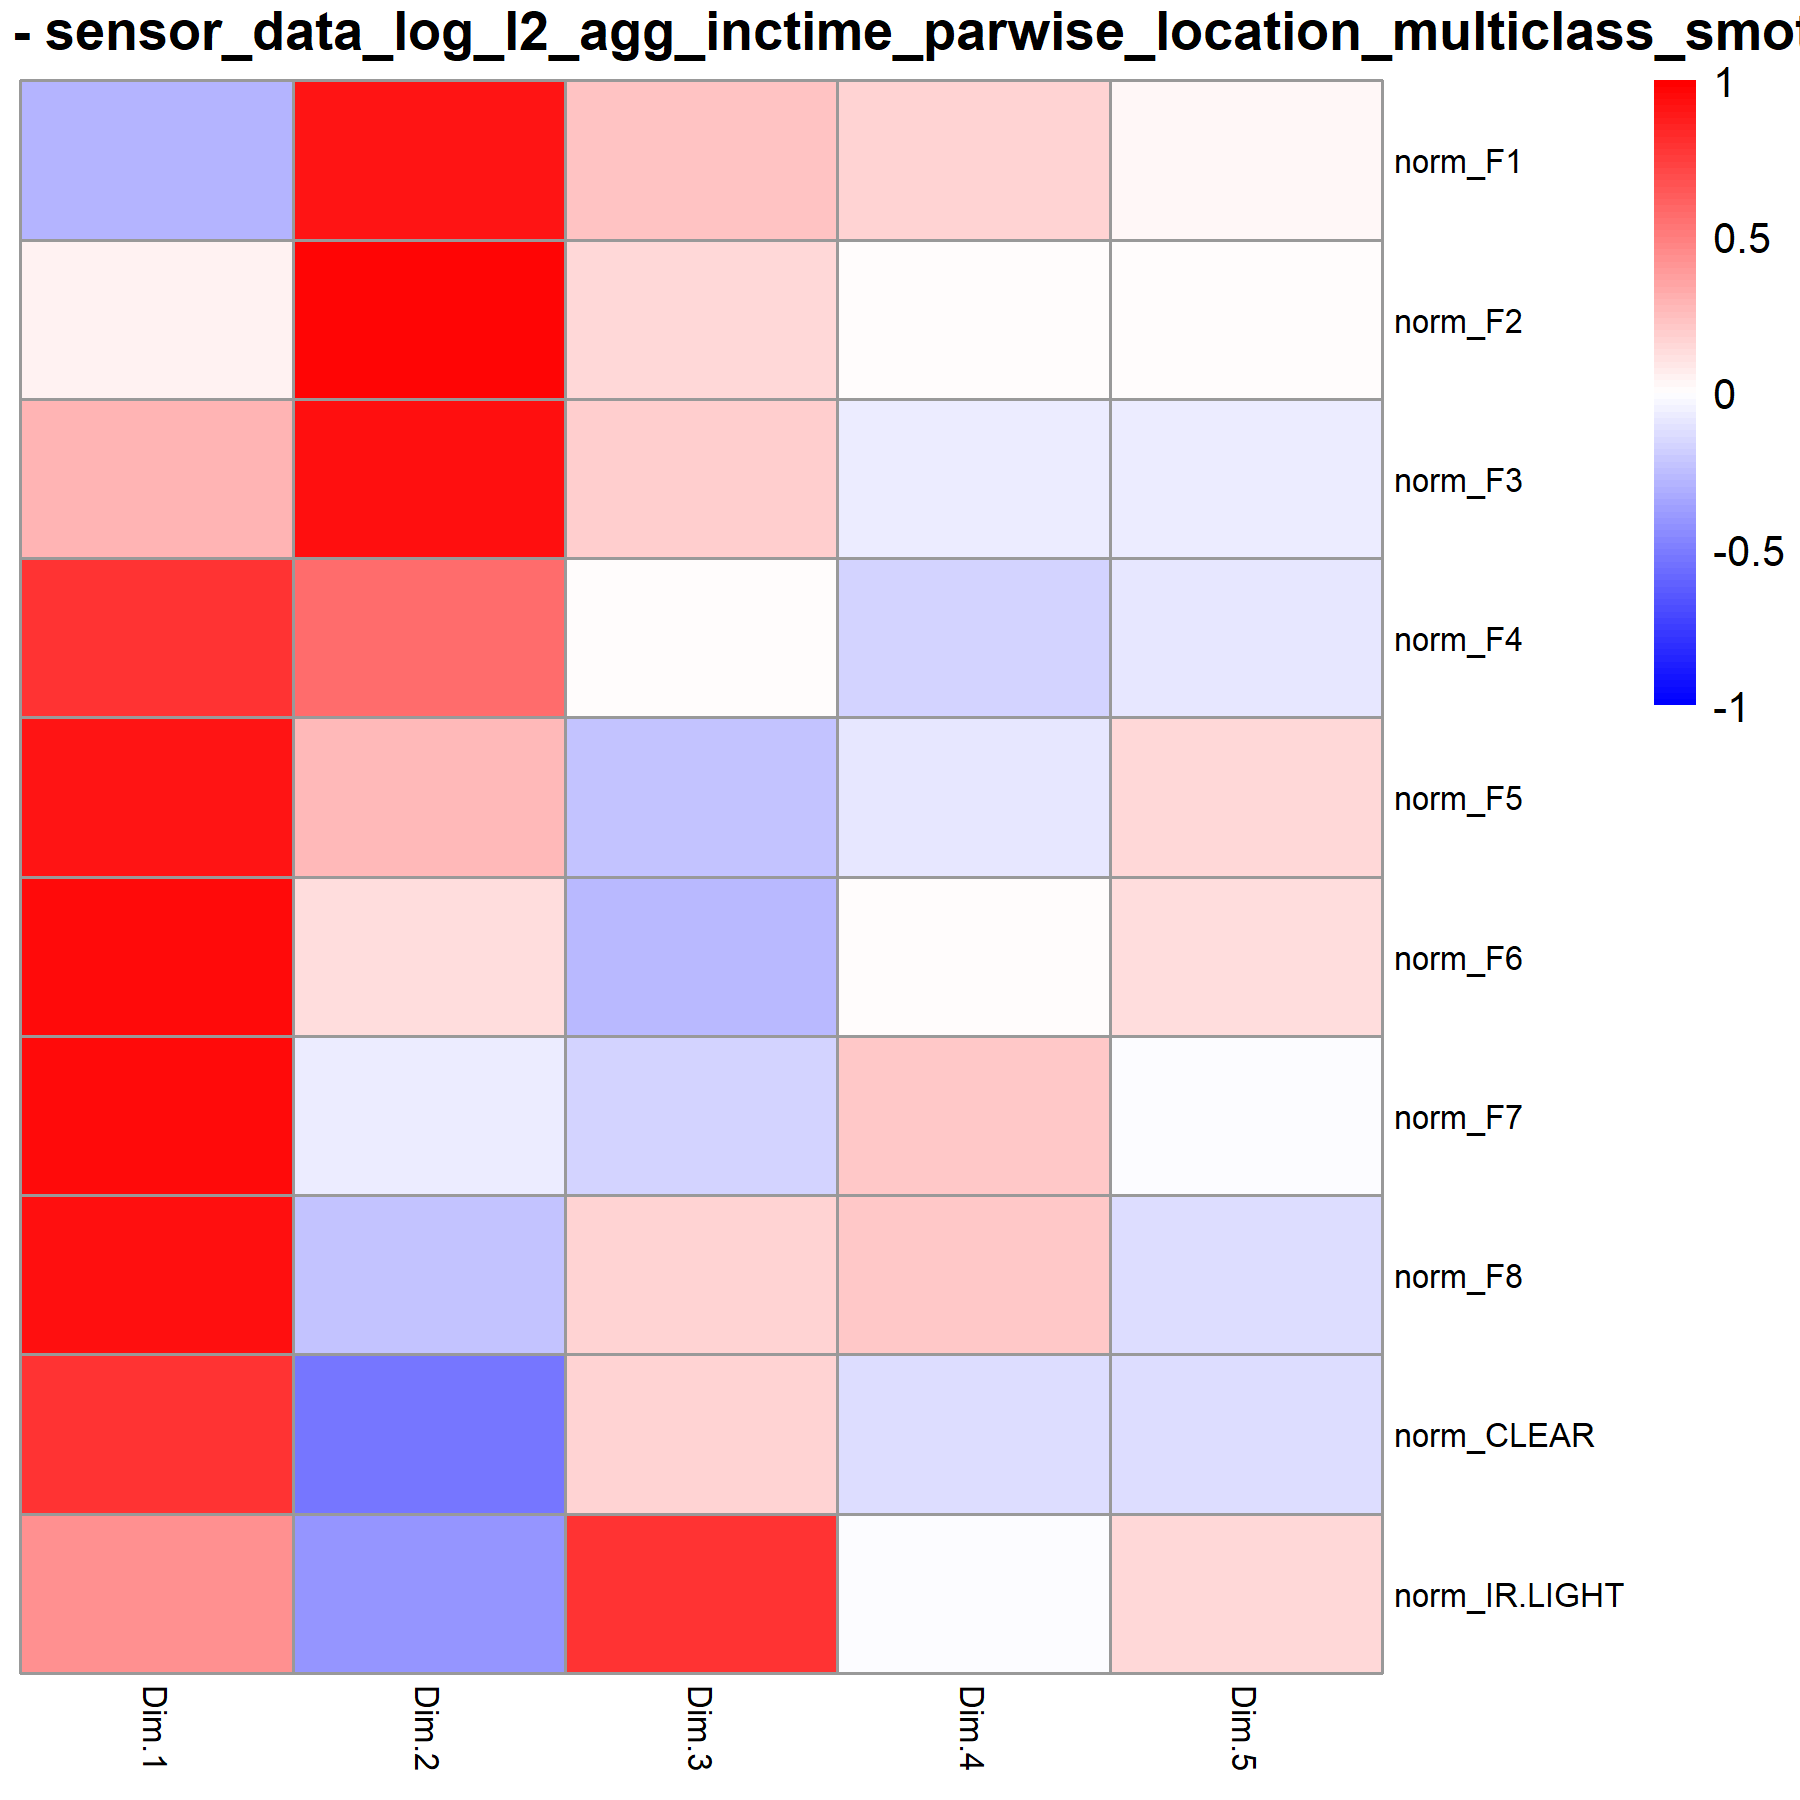 - sensor_data_log_l2_agg_inctime_parwise_location_multiclass_smot
1
0.5
0
-0.5
-1
norm_F1
norm_F2
norm_F3
norm_F4
norm_F5
norm_F6
norm_F7
norm_F8
norm_CLEAR
norm_IR.LIGHT
Dim.1
Dim.2
Dim.3
Dim.4
Dim.5